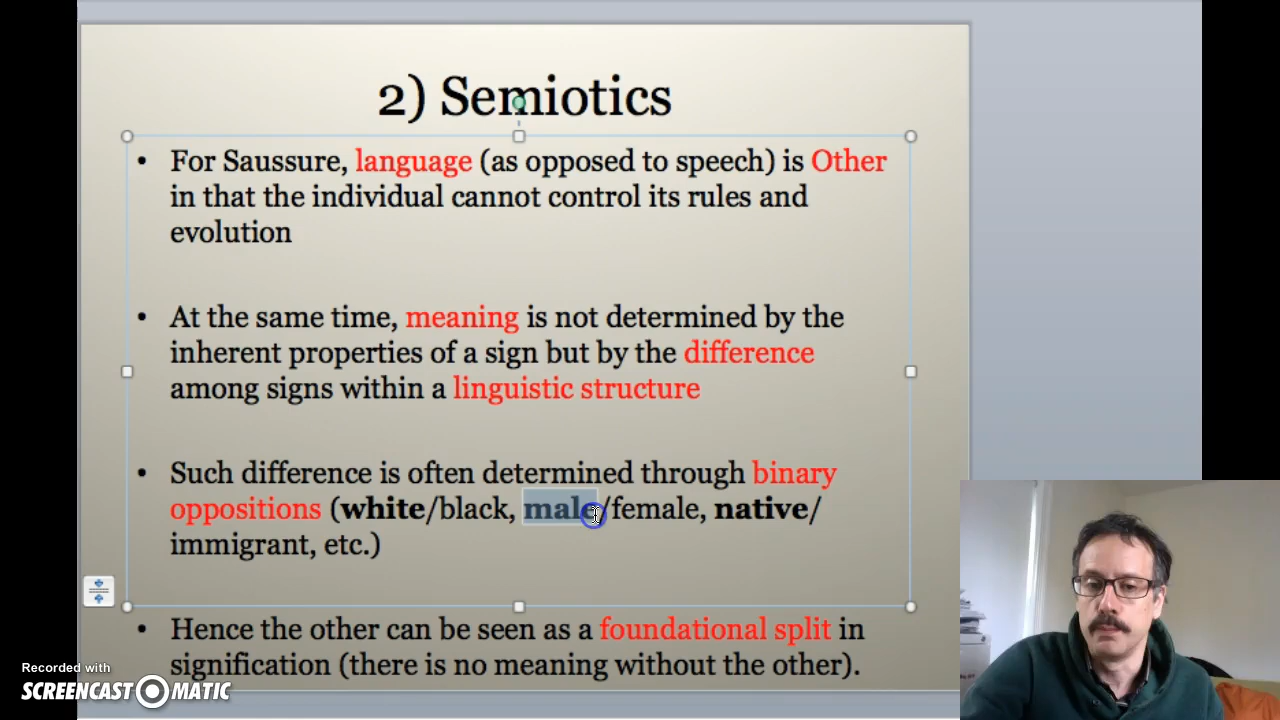 2) Semiotics
• For Saussure, language (as opposed to speech) is Other
in that the individual cannot control its rules and
evolution
• At the same time, meaning is not determined by the
inherent properties of a sign but by the difference
among signs within a linguistic structure
• Such difference is often determined through binary
oppositions (white/black, male/female, native/
immigrant, etc.)
• Hence the other can be seen as a foundational split in
signification (there is no meaning without the other).
Recorded with
SCREENCAST MATIC